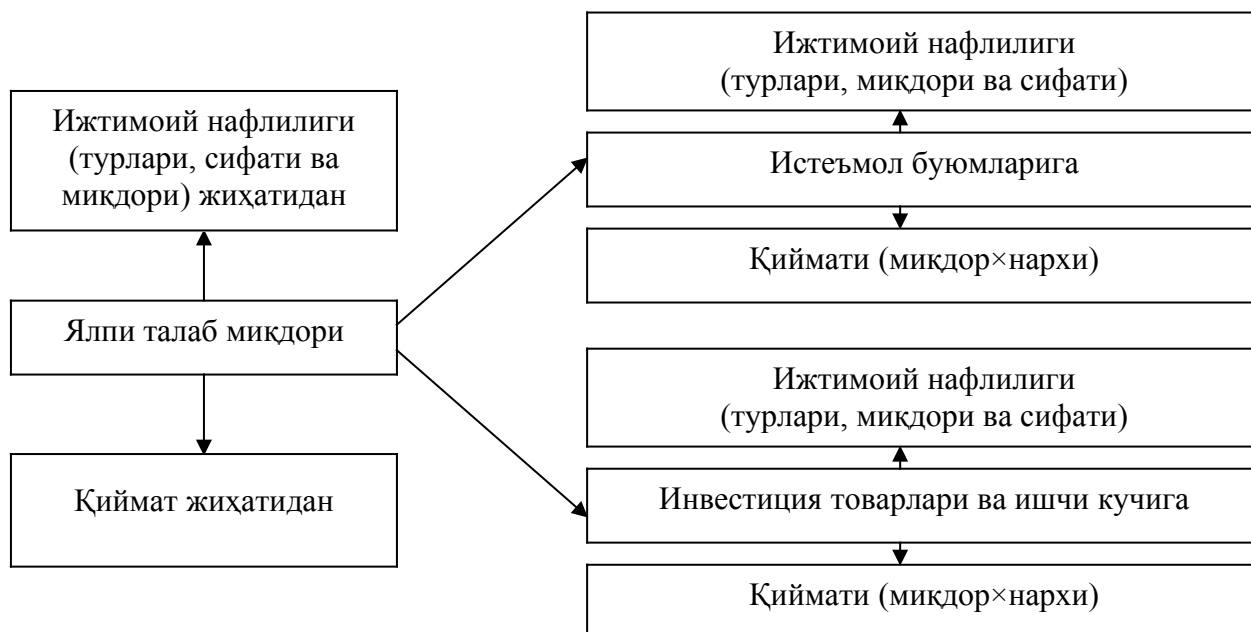 Ижтимоий нафлилиги
(турлари, сифати ва
миқдори) жиҳатидан
Ялпи талаб миқдори
Қиймат жиҳатидан
Ижтимоий нафлилиги
(турлари, миқдори ва сифати)
Истеъмол буюмларига
Қиймати (миқдор×нархи)
Ижтимоий нафлилиги
(турлари, миқдори ва сифати)
Инвестиция товарлари ва ишчи кучига
Қиймати (миқдор×нархи)